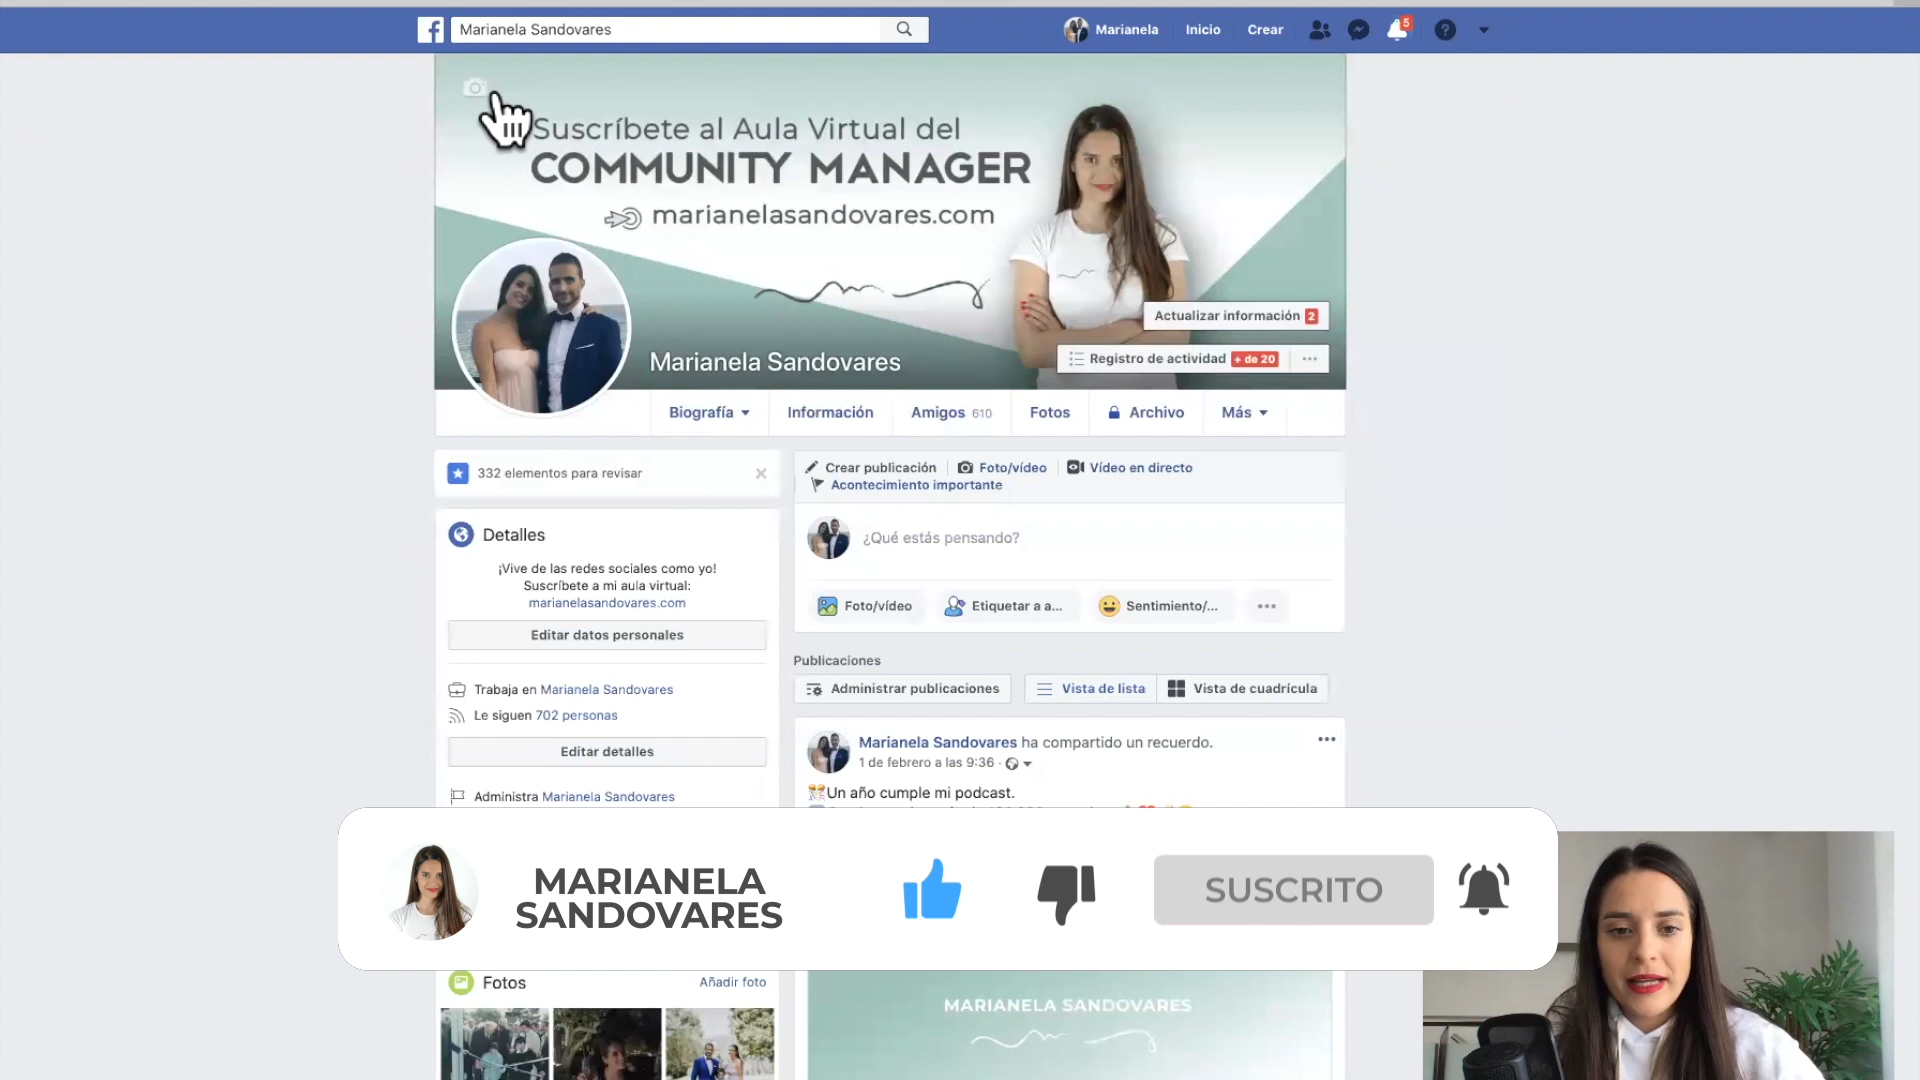 Marianela Sandovares
Marianela
Inicio
Crear
5
Suscríbete al Aula Virtual del
COMMUNITY MANAGER
marianelasandovares.com
Actualizar información 2
Marianela Sandovares
Registro de actividad + de 20
Biografía
Información
Amigos 610
Fotos
Archivo
Más
332 elementos para revisar
Detalles
¡Vive de las redes sociales como yo!
Suscríbete a mi aula virtual:
marianelasandovares.com
Editar datos personales
Trabaja en Marianela Sandovares
Le siguen 702 personas
Editar detalles
Administra Marianela Sandovares
Crear publicación
Foto/vídeo
Vídeo en directo
Acontecimiento importante
¿Qué estás pensando?
Foto/vídeo
Etiquetar a a...
Sentimiento/...
Publicaciones
Administrar publicaciones
Vista de lista
Vista de cuadrícula
Marianela Sandovares ha compartido un recuerdo.
1 de febrero a las 9:36 ·
Un año cumple mi podcast.
MARIANELA
SANDOVARES
SUSCRITO
Fotos
Añadir foto
MARIANELA SANDOVARES